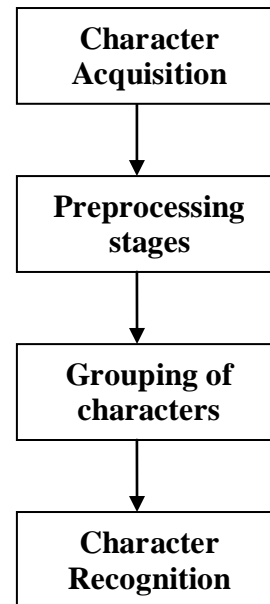 Character
Acquisition
Preprocessing
stages
Grouping of
characters
Character
Recognition